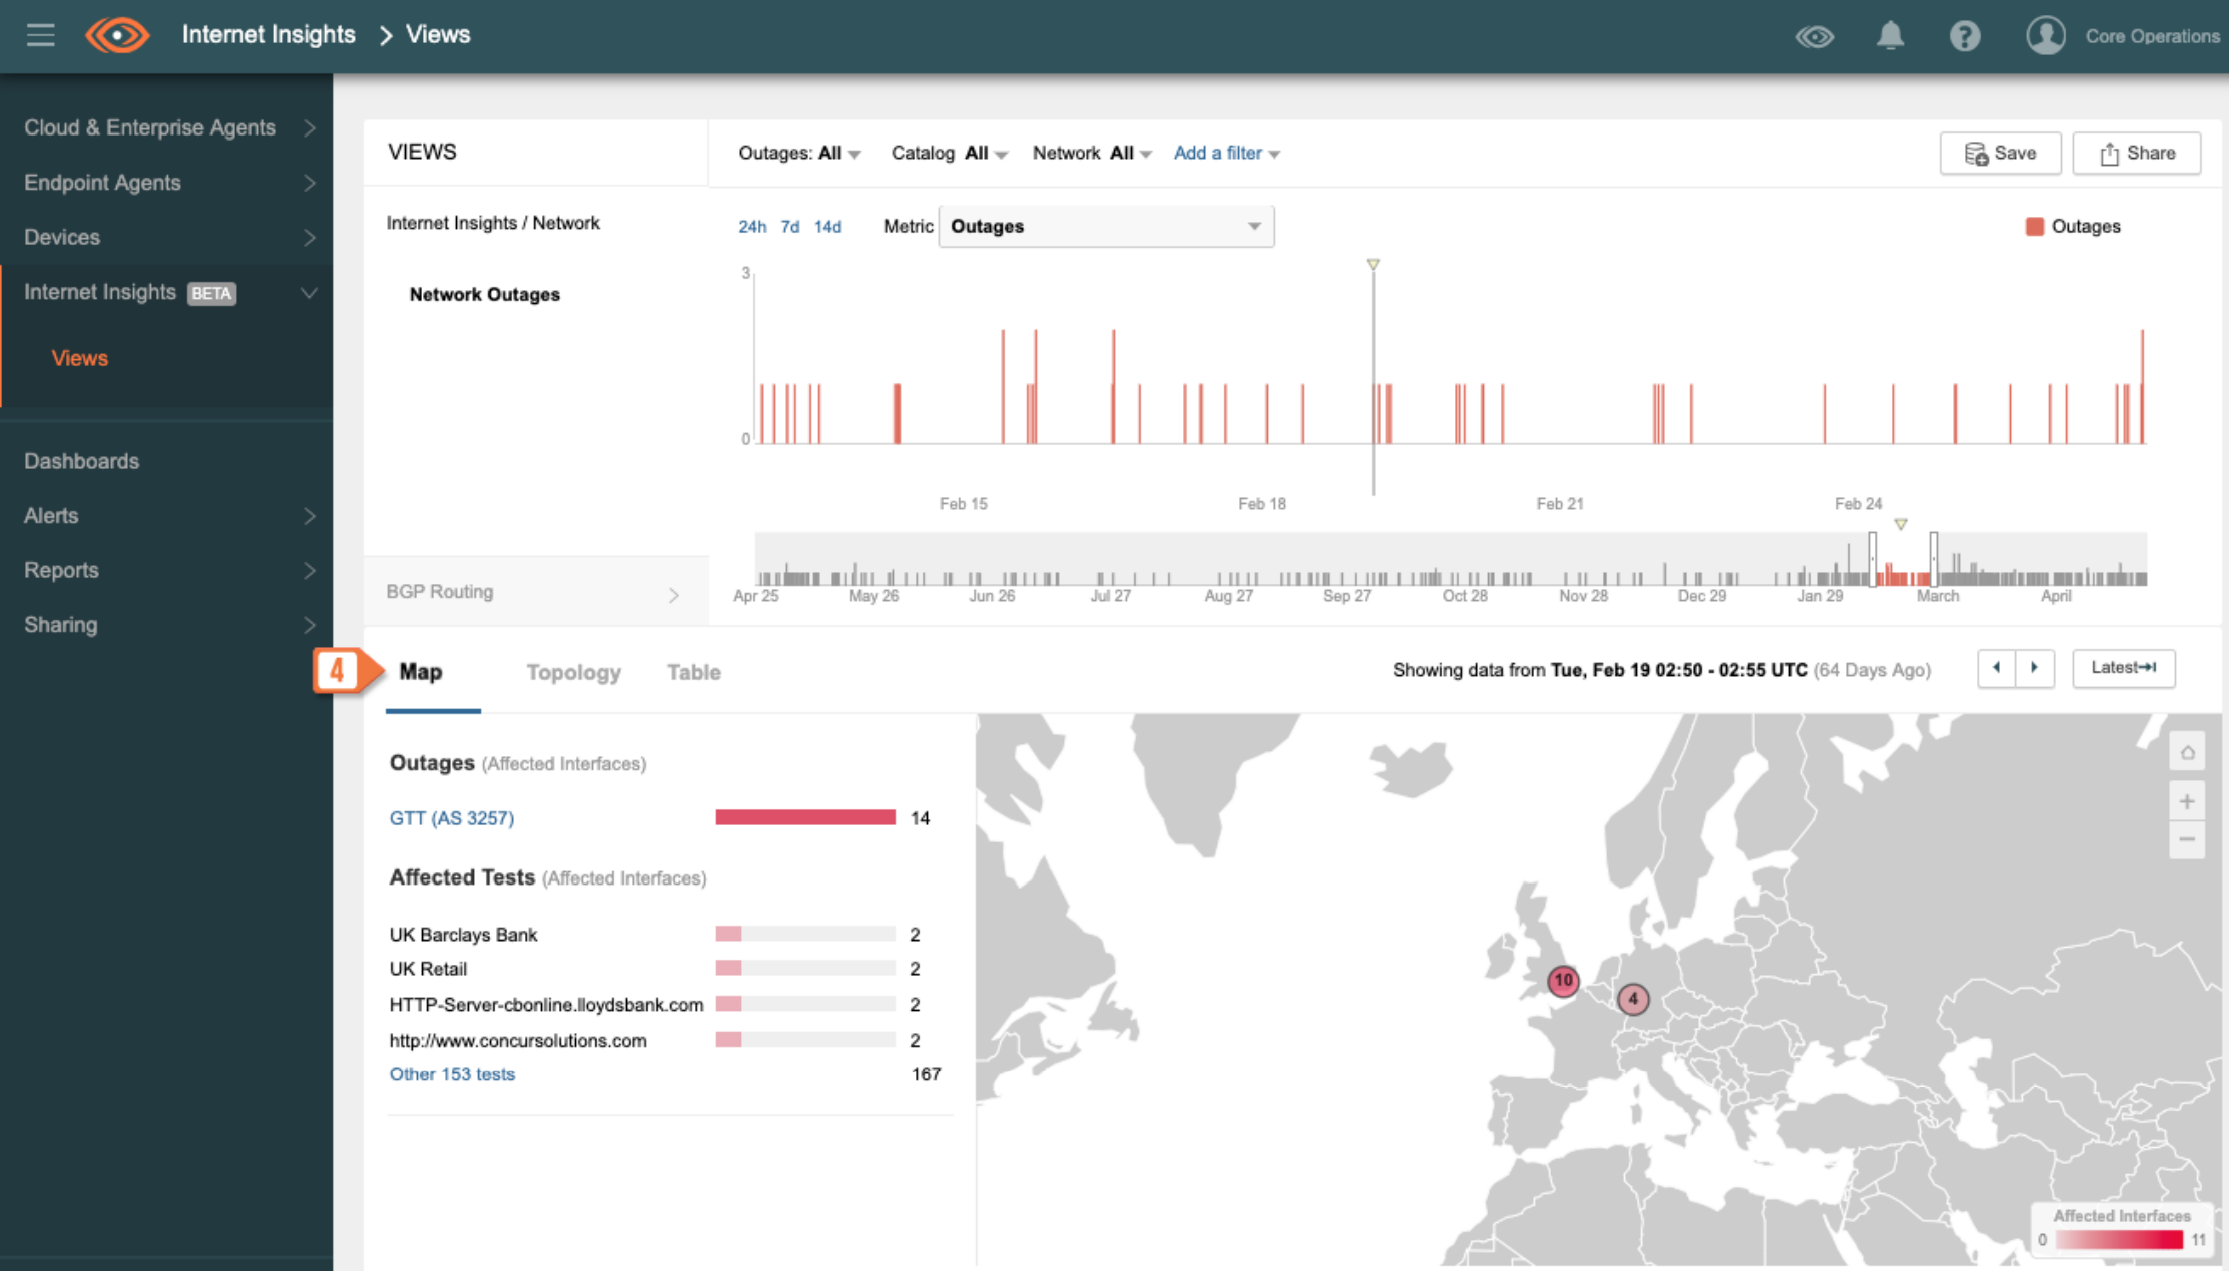 Internet Insights > Views
Core Operations
Cloud & Enterprise Agents
Endpoint Agents
Devices
Internet Insights BETA
Views
Dashboards
Alerts
Reports
Sharing
VIEWS
Outages: All Catalog All Network All Add a filter
Save
Share
Internet Insights / Network
Network Outages
BGP Routing
24h 7d 14d Metric Outages
Outages
3
0
Feb 15 Feb 18 Feb 21 Feb 24
Apr 25 May 26 Jun 26 Jul 27 Aug 27 Sep 27 Oct 28 Nov 28 Dec 29 Jan 29 March April
4
Map Topology Table
Showing data from Tue, Feb 19 02:50 - 02:55 UTC (64 Days Ago)
Latest
Outages (Affected Interfaces)
GTT (AS 3257) 14
Affected Tests (Affected Interfaces)
UK Barclays Bank 2
UK Retail 2
HTTP-Server-cbonline.lloydsbank.com 2
http://www.concursolutions.com 2
Other 153 tests 167
10
4
Affected Interfaces
0 11